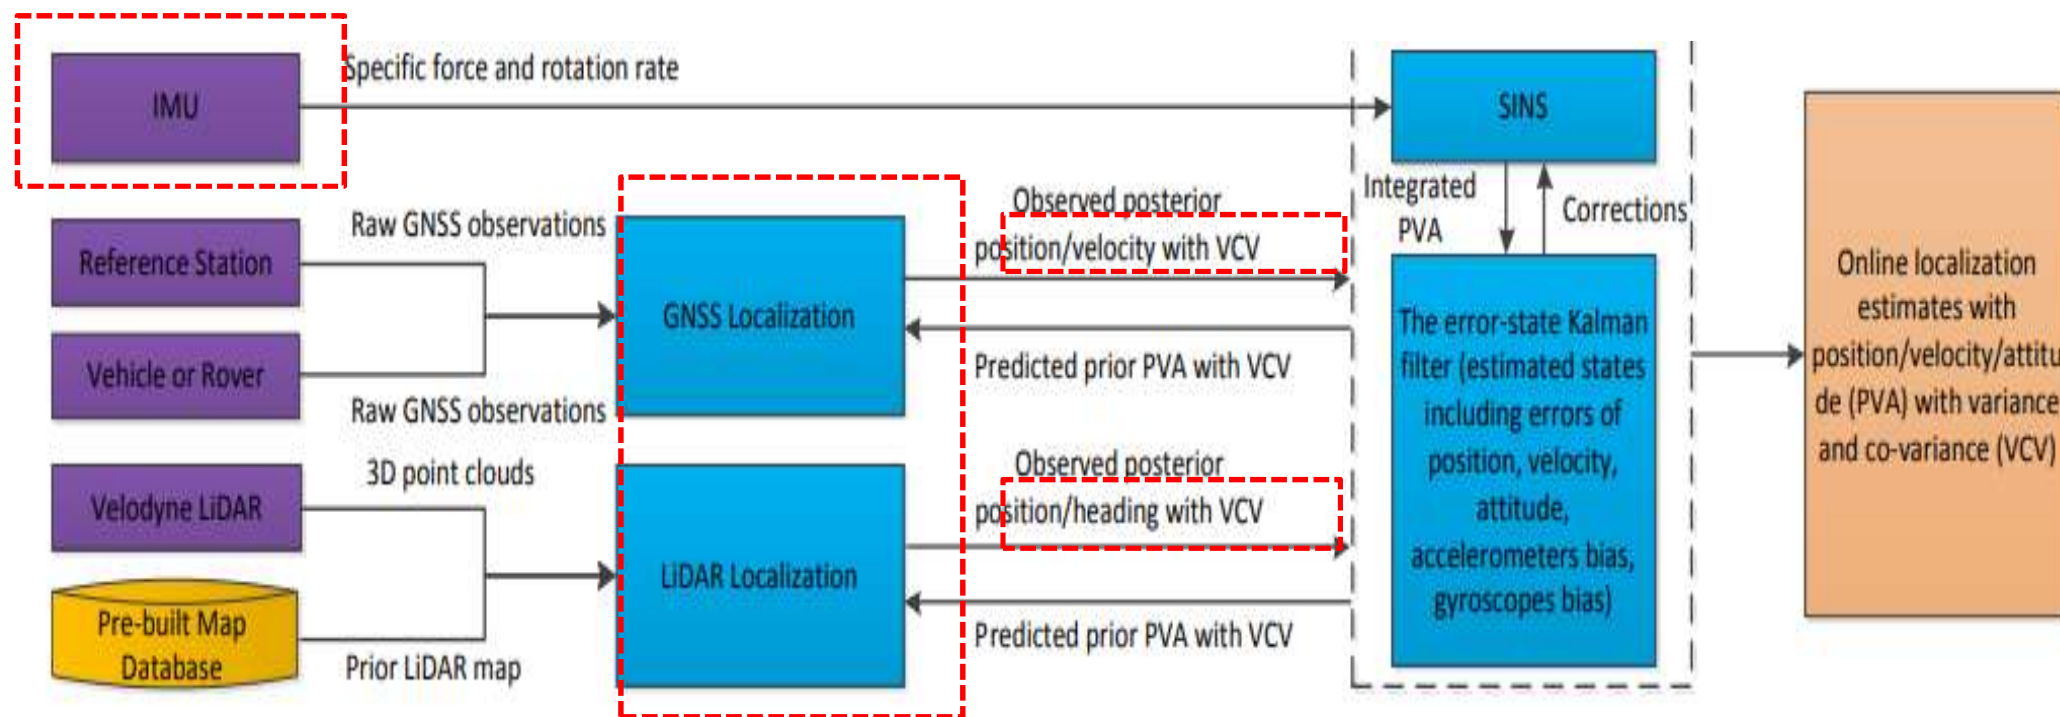 IMU
Specific force and rotation rate
SINS
Integrated
PVA
Corrections
Reference Station
Raw GNSS observations
Vehicle or Rover
Raw GNSS observations
GNSS Localization
Observed posterior
position/velocity with VCV
Predicted prior PVA with VCV
Velodyne LiDAR
3D point clouds
Pre-built Map
Database
Prior LiDAR map
LiDAR Localization
Observed posterior
position/heading with VCV
Predicted prior PVA with VCV
The error-state Kalman
filter (estimated states
including errors of
position, velocity,
attitude,
accelerometers bias,
gyroscopes bias)
Online localization
estimates with
position/velocity/attitu
de (PVA) with variance
and co-variance (VCV)